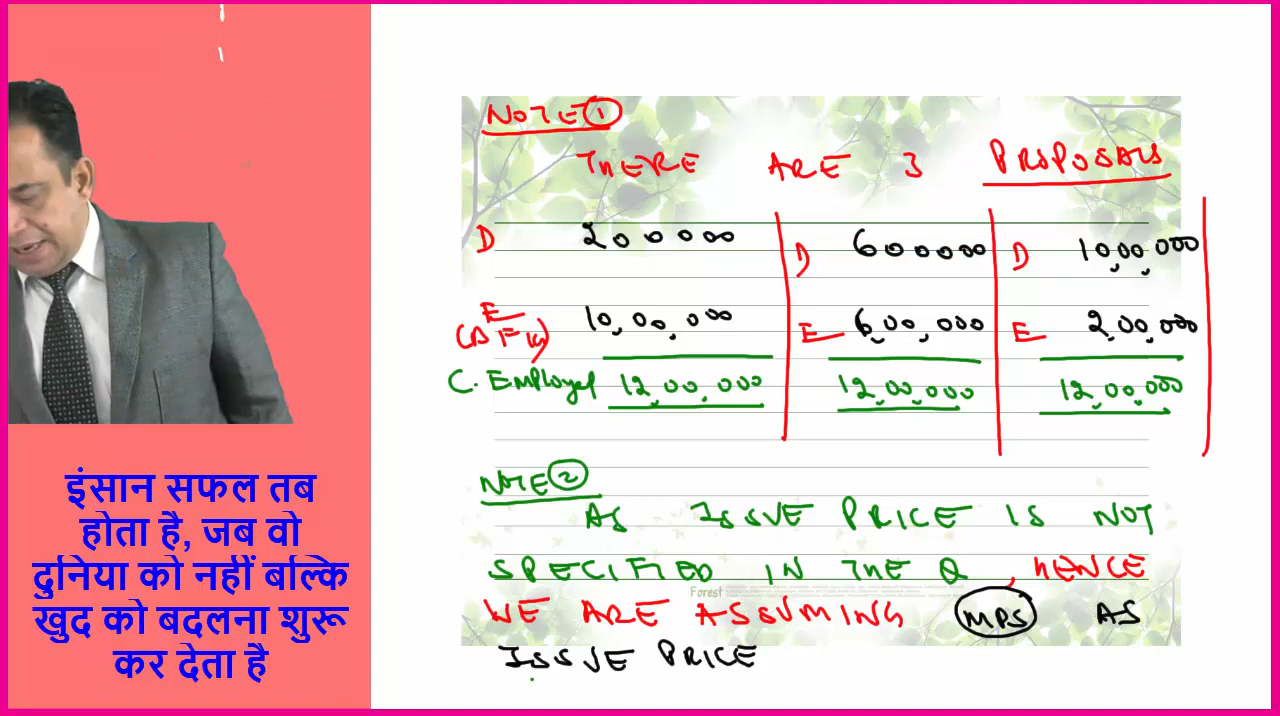 NOTE 1
THERE ARE 3 PROPOSALS
D 200000 D 600000 D 10,00,000
E 10,00,000 E 6,00,000 E 2,00,000
C. Employed 12,00,000 12,00,000 12,00,000
NOTE 2
AS ISSUE PRICE IS NOT
SPECIFIED IN THE Q, HENCE
Forest
WE ARE ASSUMING MPS AS
ISSUE PRICE
इंसान सफल तब
होता है, जब वो
दुनिया को नहीं बल्कि
खुद को बदलना शुरू
कर देता है